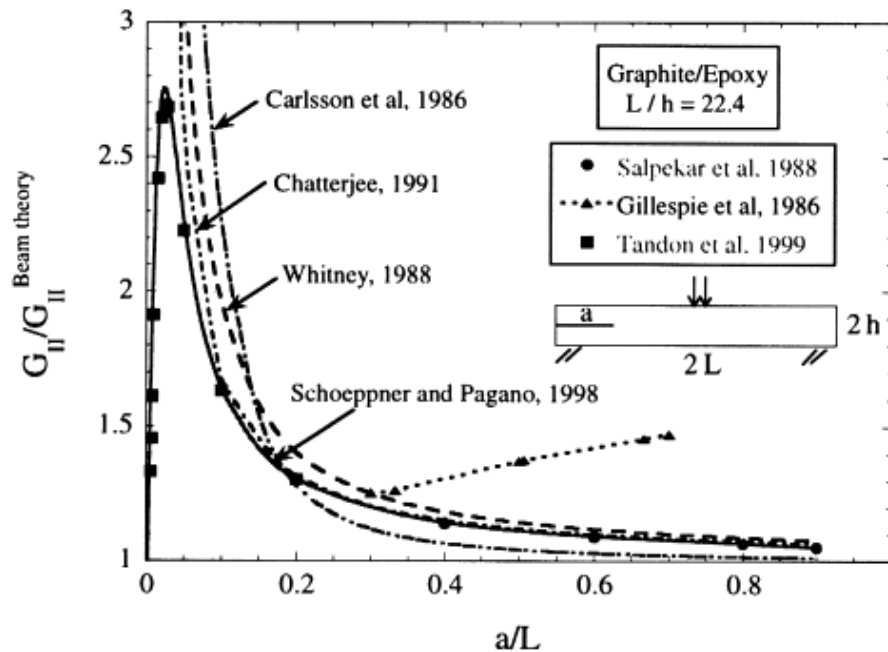 3
2.5
2
1.5
1
0
0.2
0.4
0.6
0.8
a/L
G_II/G_II^Beam theory
Carlsson et al, 1986
Chatterjee, 1991
Whitney, 1988
Schoeppner and Pagano, 1998
Graphite/Epoxy
L / h = 22.4
Salpekar et al. 1988
Gillespie et al, 1986
Tandon et al. 1999
a
2 h
2 L